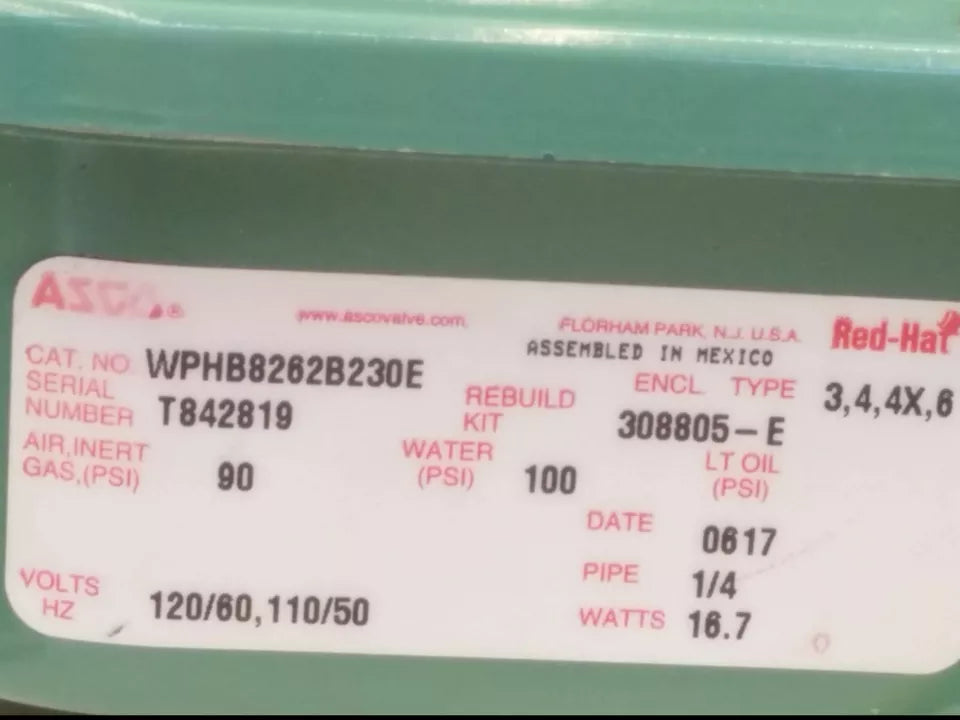 ASCO®
www.ascovalve.com
FLORHAM PARK, N.J. U.S.A.
Red-Hat
ASSEMBLED IN MEXICO
CAT. NO. WPHB8262B230E
ENCL TYPE 3,4,4X,6
SERIAL NUMBER T842819
REBUILD KIT 308805-E
AIR,INERT GAS,(PSI) 90
WATER (PSI) 100
LT OIL (PSI)
DATE 0617
PIPE 1/4
VOLTS HZ 120/60,110/50
WATTS 16.7